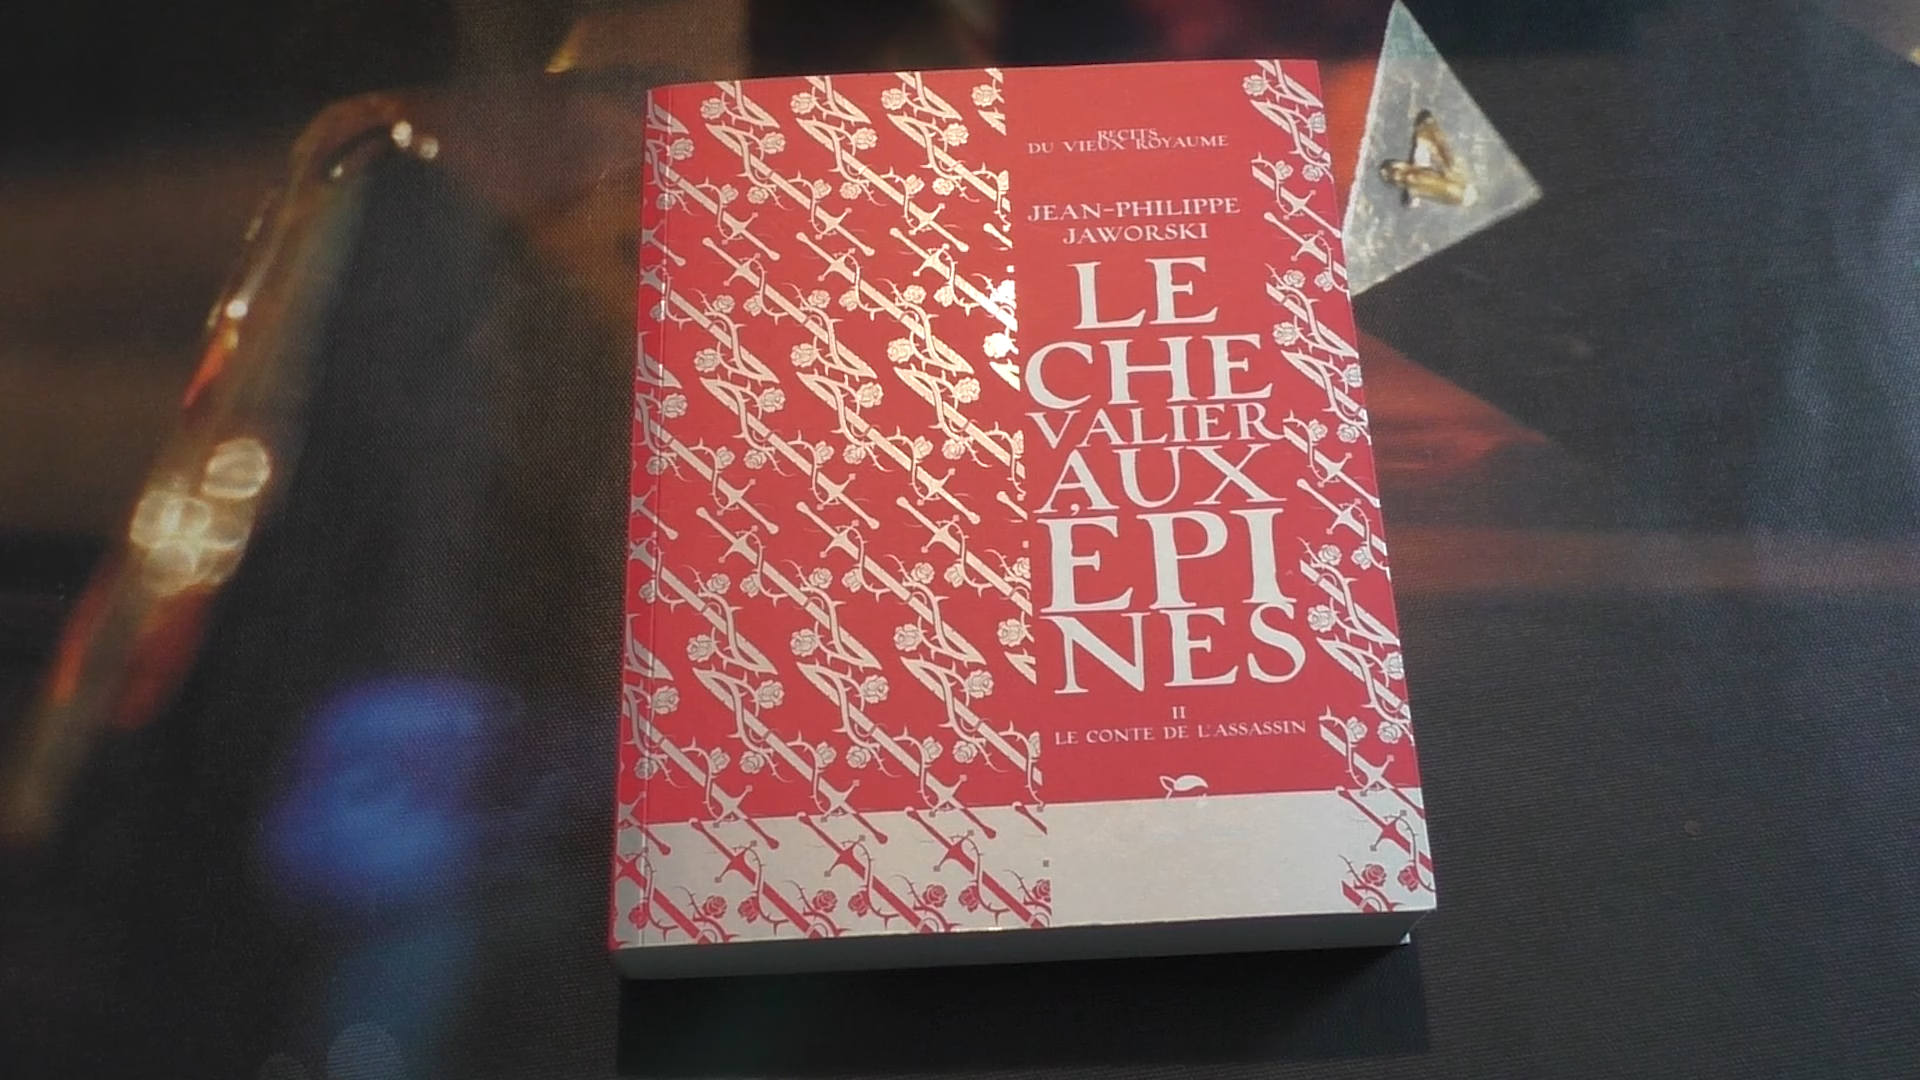 RÉCITS
DU VIEUX ROYAUME
JEAN-PHILIPPE
JAWORSKI
LE
CHE
VALIER
AUX
ÉPI
NES
II
LE CONTE DE L'ASSASSIN